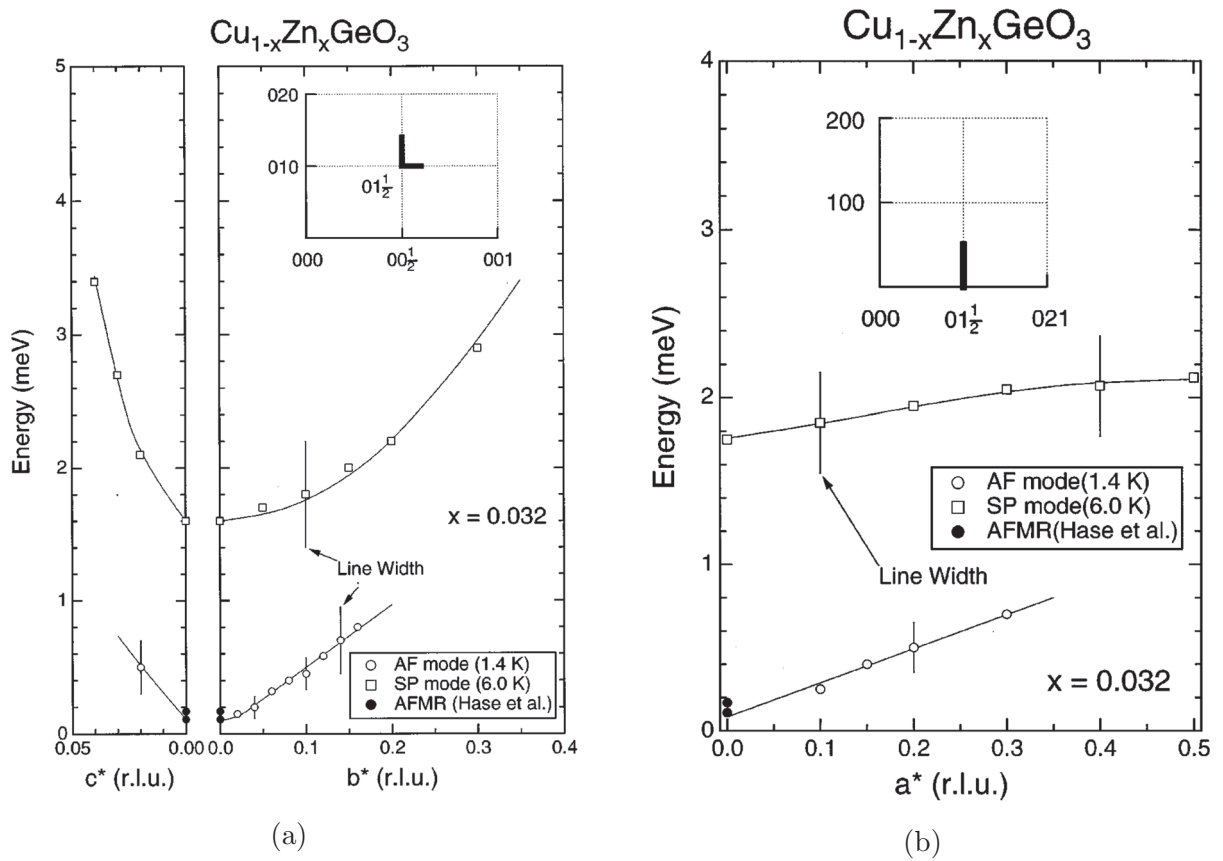 Cu1-xZnxGeO3
5
4
3
2
1
0
Energy (meV)
0.05
0.00
c* (r.l.u.)
0.0
0.1
0.2
0.3
0.4
b* (r.l.u.)
020
010
01½
000
00½
001
x = 0.032
Line Width
AF mode (1.4 K)
SP mode (6.0 K)
AFMR (Hase et al.)
(a)
Cu1-xZnxGeO3
4
3
2
1
0
Energy (meV)
0.0
0.1
0.2
0.3
0.4
0.5
a* (r.l.u.)
200
100
000
01½
021
AF mode(1.4 K)
SP mode(6.0 K)
AFMR(Hase et al.)
Line Width
x = 0.032
(b)